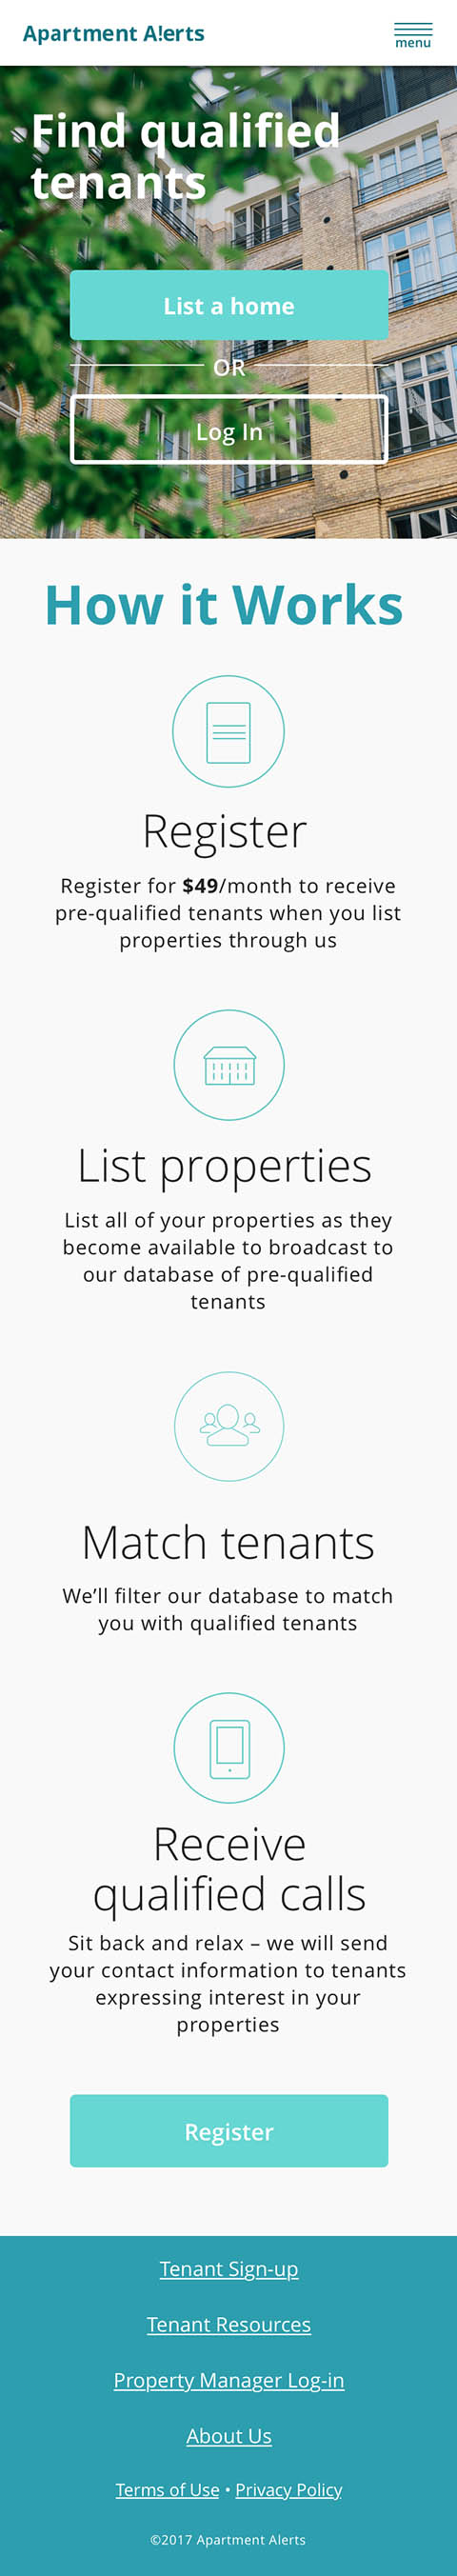 Apartment A!erts
menu
Find qualified
tenants
List a home
OR
Log In
How it Works
Register
Register for $49/month to receive
pre-qualified tenants when you list
properties through us
List properties
List all of your properties as they
become available to broadcast to
our database of pre-qualified
tenants
Match tenants
We’ll filter our database to match
you with qualified tenants
Receive
qualified calls
Sit back and relax – we will send
your contact information to tenants
expressing interest in your
properties
Register
Tenant Sign-up
Tenant Resources
Property Manager Log-in
About Us
Terms of Use • Privacy Policy
©2017 Apartment Alerts